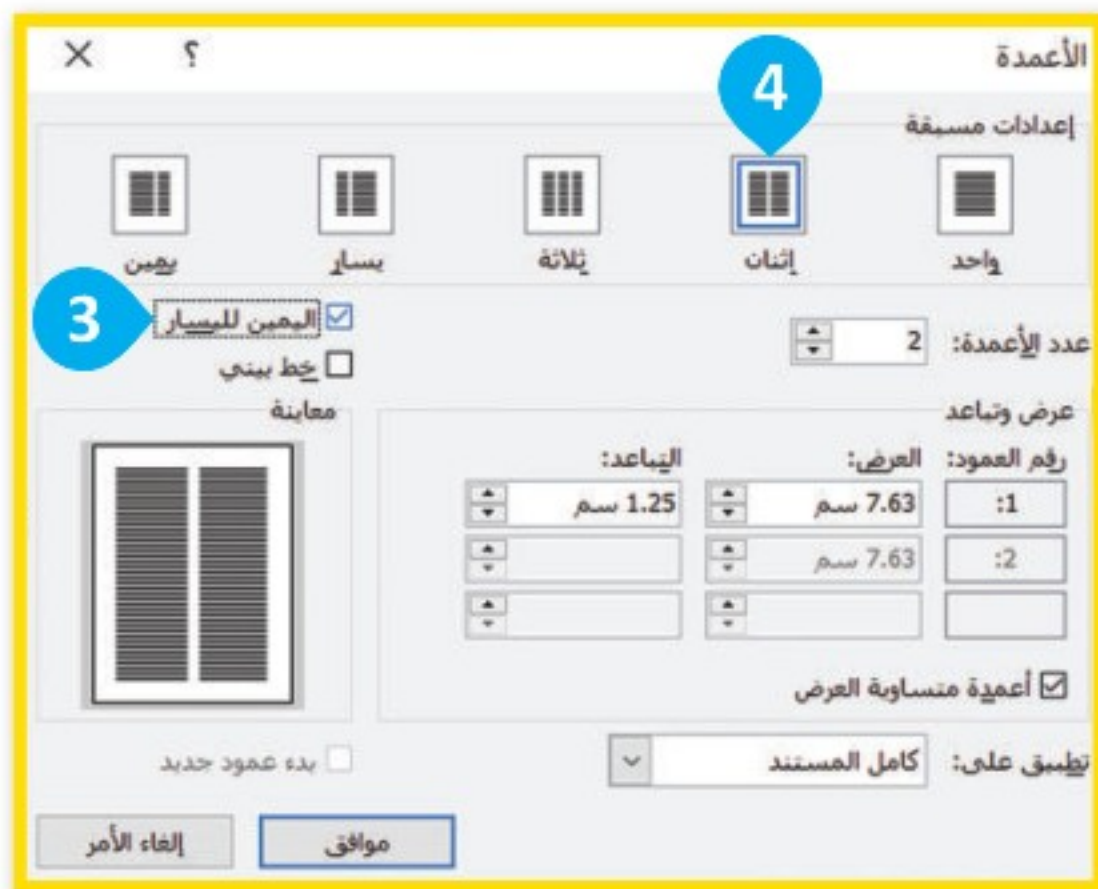 الأعمدة ؟
4
إعدادات مسبقة
واحد إثنان ثلاثة يسار يمين
عدد الأعمدة: 2
اليمين لليسار
3
خط بيني
عرض وتباعد
رقم العمود: العرض: التباعد:
1: 7.63 سم 1.25 سم
2: 7.63 سم
أعمدة متساوية العرض
معاينة
تطبيق على: كامل المستند
بدء عمود جديد
موافق إلغاء الأمر